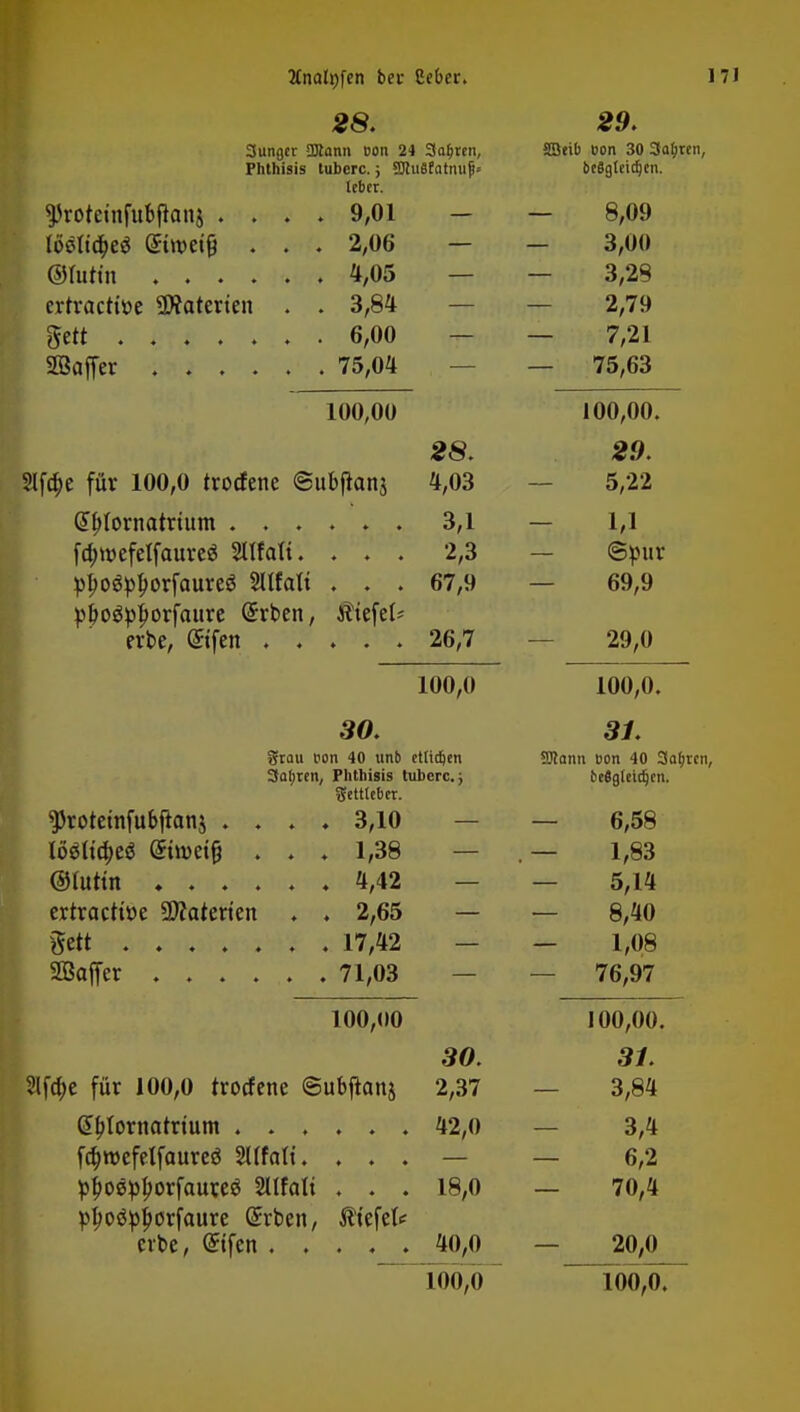 Analysen der Leber. 171
28. 29.
Junger Mann von 24 Jahren, Weib von 30 Jahren,
Phthisis tuberc.; Muskatnuß- desgleichen.
leber.
Proteinsubstanz . . . . 9,01 — — 8,09
lösliches Eiweiß . . . 2,06 — — 3,00
Glutin . . . . . . 4,05 — — 3,28
extractive Materien . . 3,84 — — 2,79
Fett . . . . . . . 6,00 — — 7,21
Wasser . . . . . . 75,04 — — 75,63
100,00 100,00.
28. 29.
Asche für 100,0 trockene Substanz 4,03 — 5,22
Chlornatrium . . . . . . 3,1 — 1,1
schwefelsaures Alkali. . . . 2,3 — Spur
phosphorsaures Alkali . . . 67,9 — 69,9
phosphorsaure Erden, Kiesel-
erde, Eisen . . . . . 26,7 — 29,0
100,0 100,0.
30. 31.
Frau von 40 und etlichen Mann von 40 Jahren,
Jahren, Phthisis tuberc.; desgleichen.
Fettleber.
Proteinsubstanz . . . . 3,10 — — 6,58
lösliches Eiweiß . . . 1,38 — — 1,83
Glutin . . . . . . 4,42 — — 5,14
extractive Materien . . 2,65 — — 8,40
Fett . . . . . . . 17,42 — — 1,08
Wasser . . . . . . 71,03 — — 76,97
100,00 100,00.
30. 31.
Asche für 100,0 trockene Substanz 2,37 — 3,84
Chlornatrium . . . . . . 42,0 — 3,4
schwefelsaures Alkali. . . . — — 6,2
phosphorsaures Alkali . . . 18,0 — 70,4
phosphorsaure Erden, Kiesel-
erde, Eisen . . . . . 40,0 — 20,0
100,0 100,0.